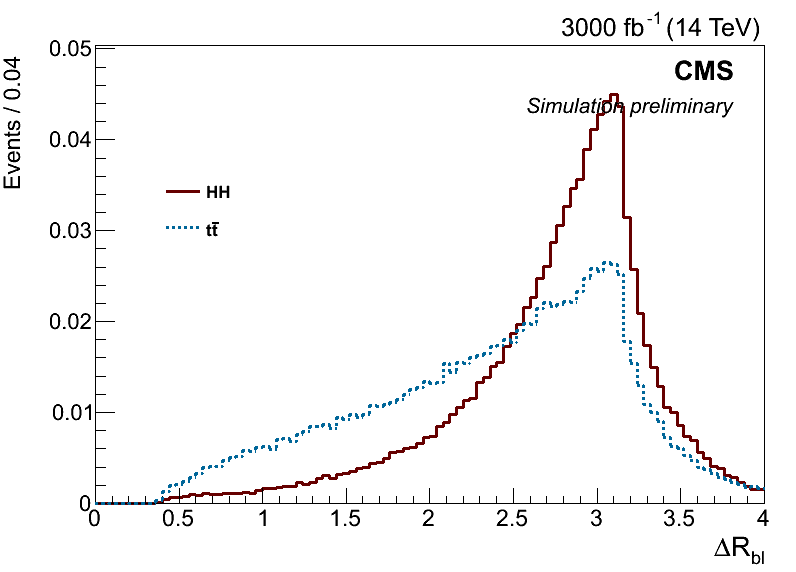 3000 fb⁻¹ (14 TeV)
CMS
Simulation preliminary
Events / 0.04
0.05
0.04
0.03
0.02
0.01
0
HH
tt̄
0 0.5 1 1.5 2 2.5 3 3.5 4
ΔR_bl